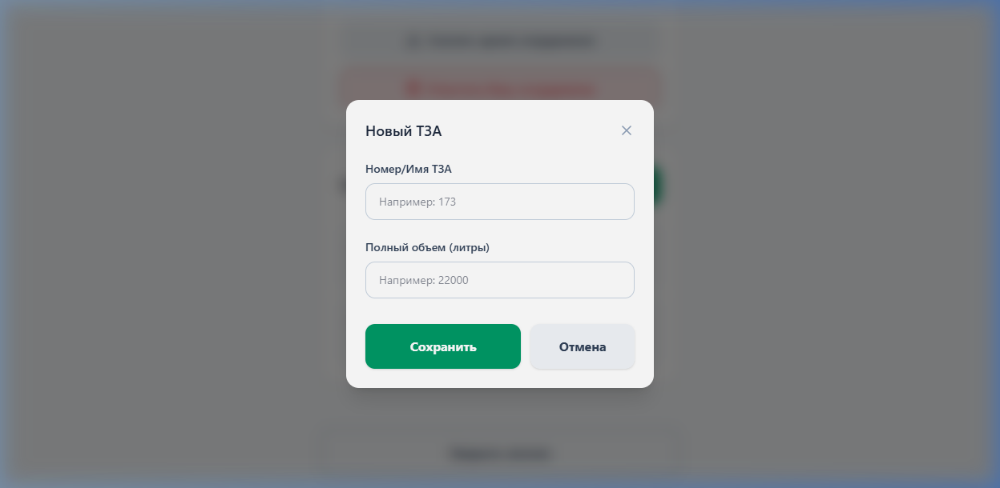 Новый ТЗА
Номер/Имя ТЗА
Например: 173
Полный объем (литры)
Например: 22000
Сохранить
Отмена